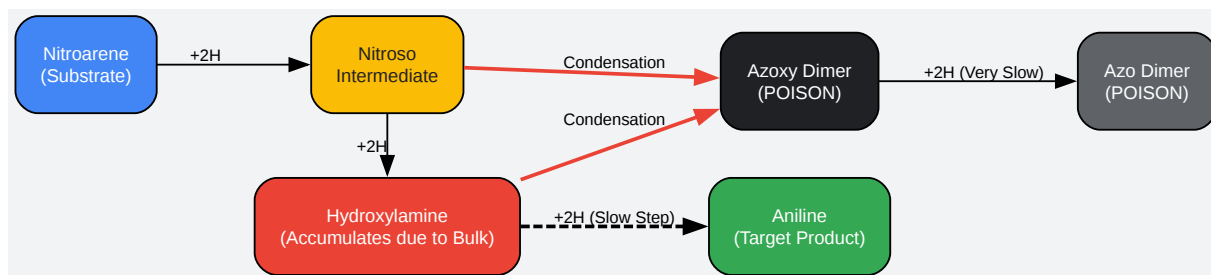 Nitroarene
(Substrate)
+2H
Nitroso
Intermediate
Condensation
Azoxy Dimer
(POISON)
+2H (Very Slow)
Azo Dimer
(POISON)
Condensation
+2H
Hydroxylamine
(Accumulates due to Bulk)
+2H (Slow Step)
Aniline
(Target Product)